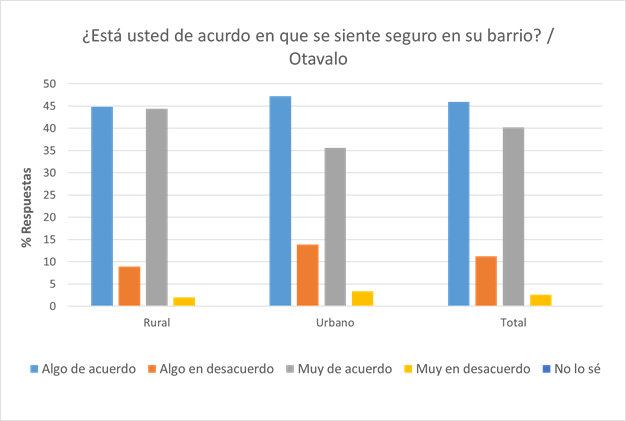 ¿Está usted de acurdo en que se siente seguro en su barrio? /
Otavalo
% Respuestas
50
45
40
35
30
25
20
15
10
5
0
Rural Urbano Total
Algo de acuerdo Algo en desacuerdo Muy de acuerdo Muy en desacuerdo No lo sé